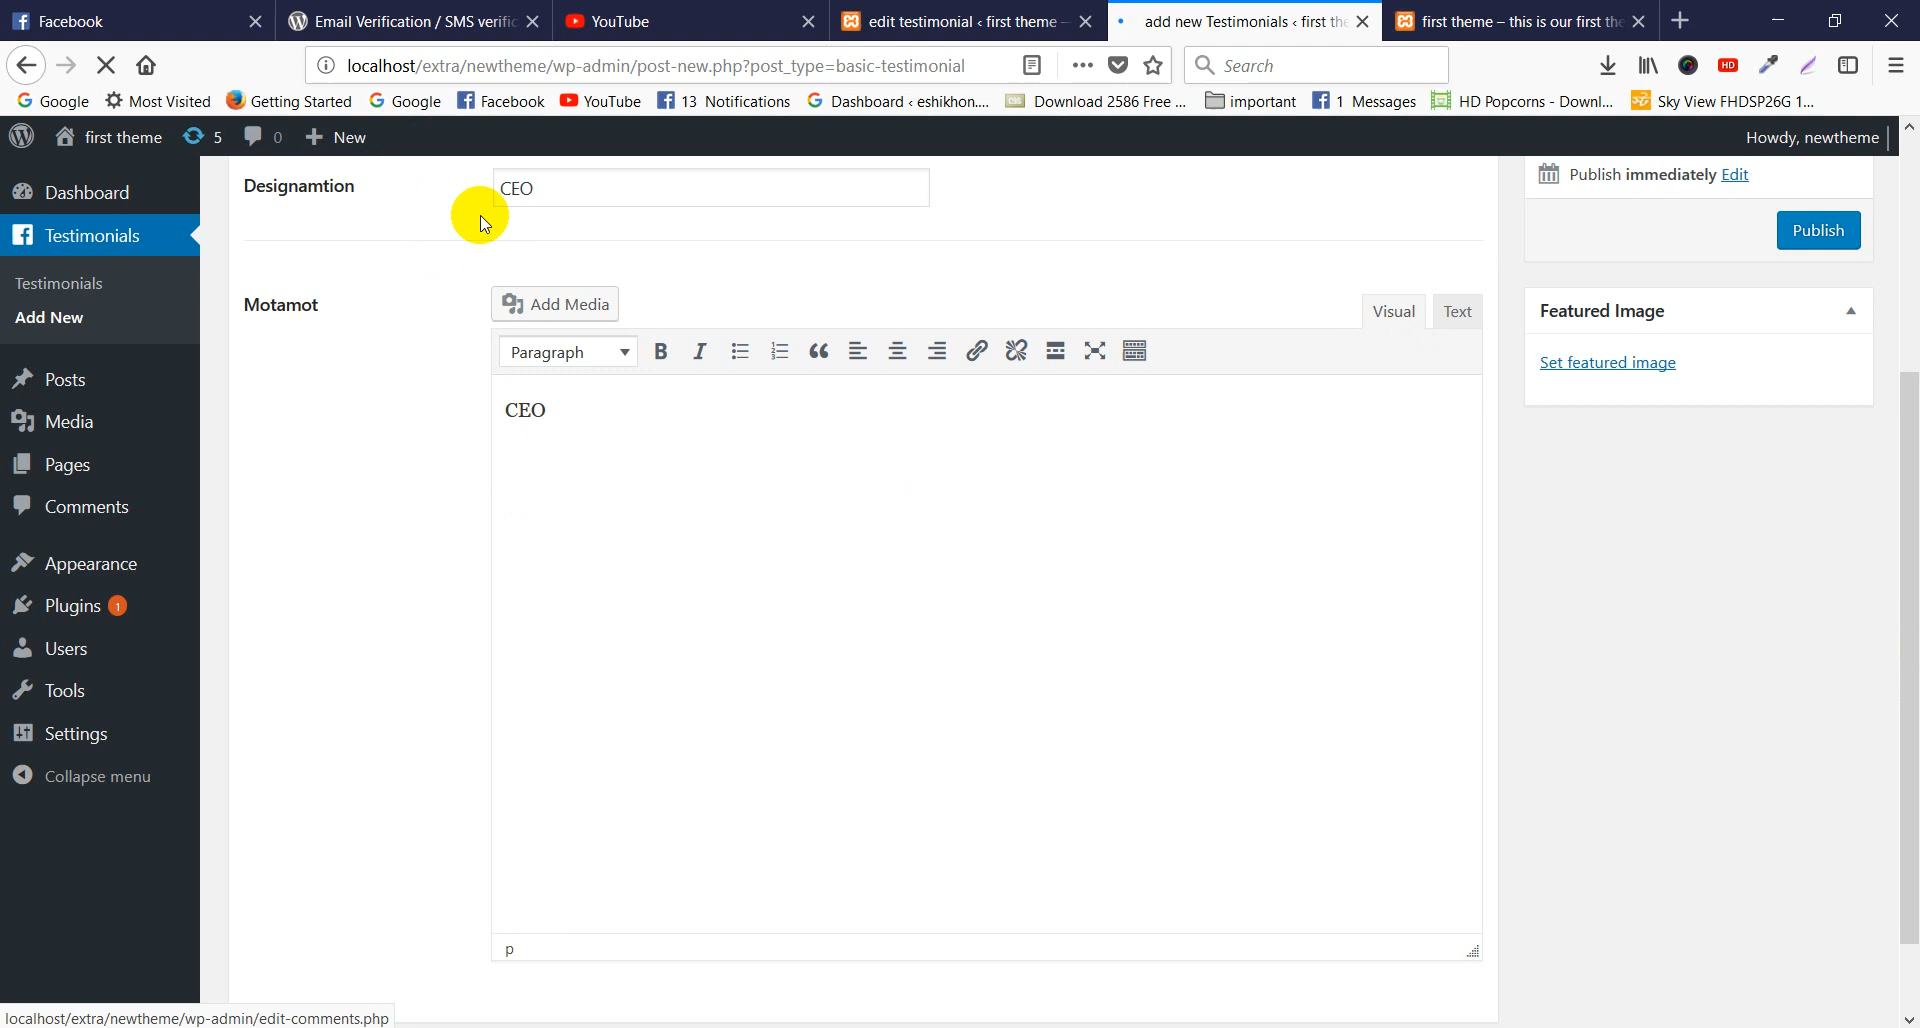 Facebook
Email Verification / SMS verific
YouTube
edit testimonial ‹ first theme –
add new Testimonials ‹ first the
first theme – this is our first the
localhost/extra/newtheme/wp-admin/post-new.php?post_type=basic-testimonial
Search
HD
Google
Most Visited
Getting Started
Google
Facebook
YouTube
13 Notifications
Dashboard ‹ eshikhon....
Download 2586 Free ...
important
1 Messages
HD Popcorns - Downl...
Sky View FHDSP26G 1...
first theme
5
0
New
Howdy, newtheme
Dashboard
Testimonials
Testimonials
Add New
Posts
Media
Pages
Comments
Appearance
Plugins 1
Users
Tools
Settings
Collapse menu
Designamtion
CEO
Motamot
Add Media
Visual
Text
Paragraph
B
I
CEO
p
Publish immediately Edit
Publish
Featured Image
Set featured image
localhost/extra/newtheme/wp-admin/edit-comments.php